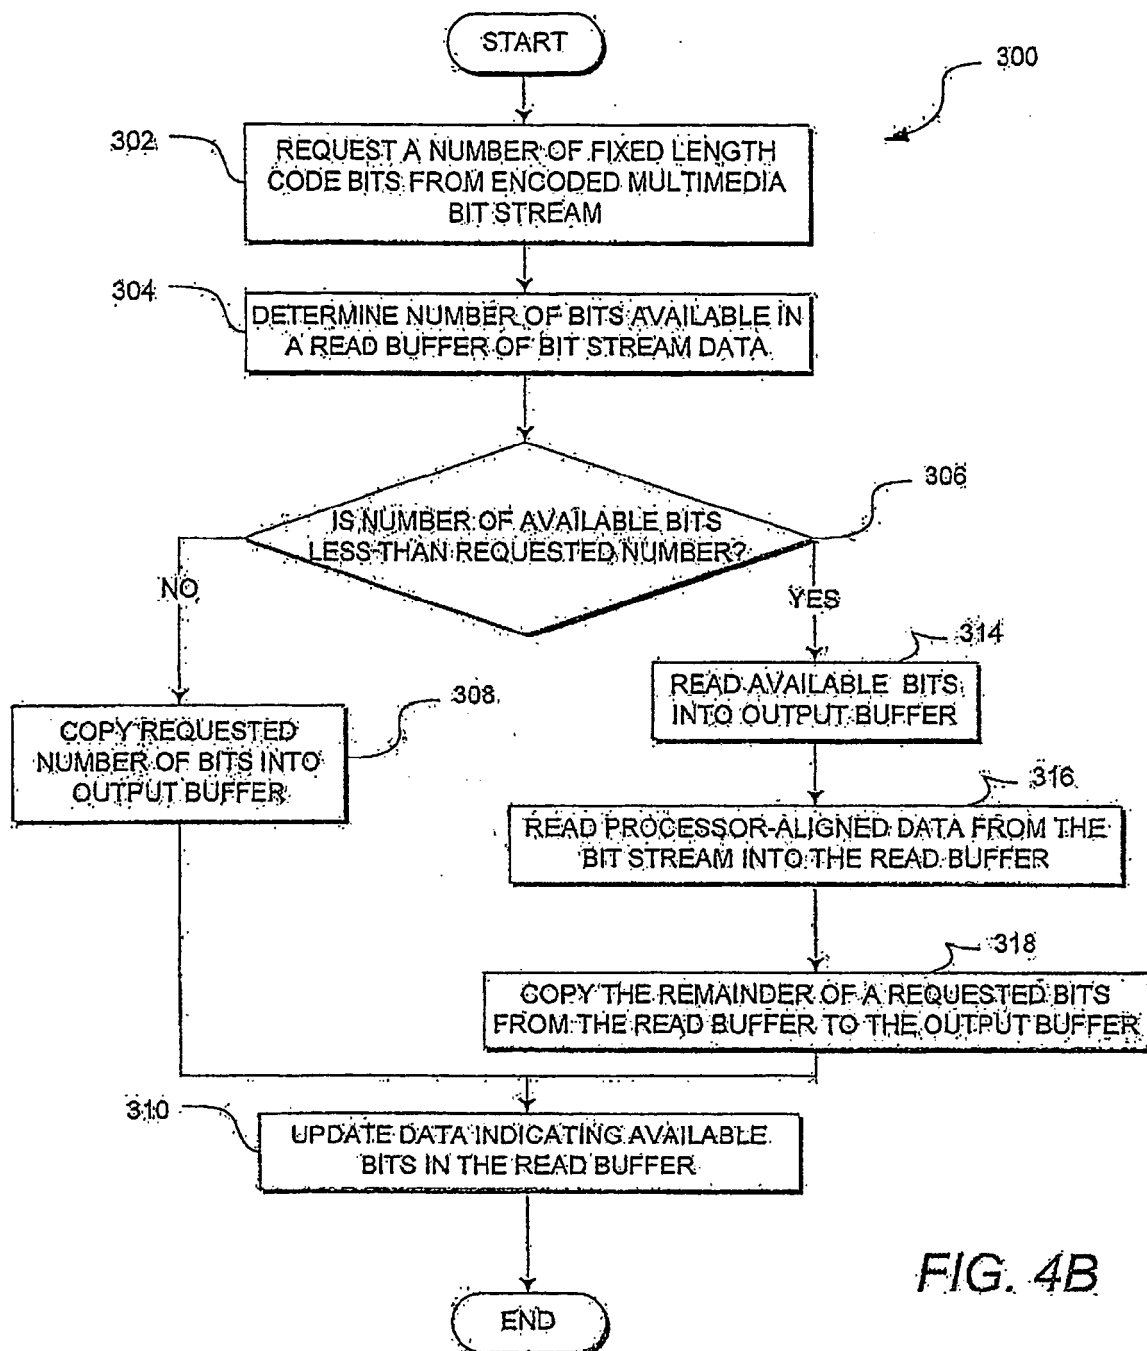 START
300
302
REQUEST A NUMBER OF FIXED LENGTH
CODE BITS FROM ENCODED MULTIMEDIA
BIT STREAM
304
DETERMINE NUMBER OF BITS AVAILABLE IN
A READ BUFFER OF BIT STREAM DATA
306
IS NUMBER OF AVAILABLE BITS
LESS THAN REQUESTED NUMBER?
NO
YES
314
READ AVAILABLE BITS
INTO OUTPUT BUFFER
308
COPY REQUESTED
NUMBER OF BITS INTO
OUTPUT BUFFER
316
READ PROCESSOR-ALIGNED DATA FROM THE
BIT STREAM INTO THE READ BUFFER
318
COPY THE REMAINDER OF A REQUESTED BITS
FROM THE READ BUFFER TO THE OUTPUT BUFFER
310
UPDATE DATA INDICATING AVAILABLE
BITS IN THE READ BUFFER
END
FIG. 4B